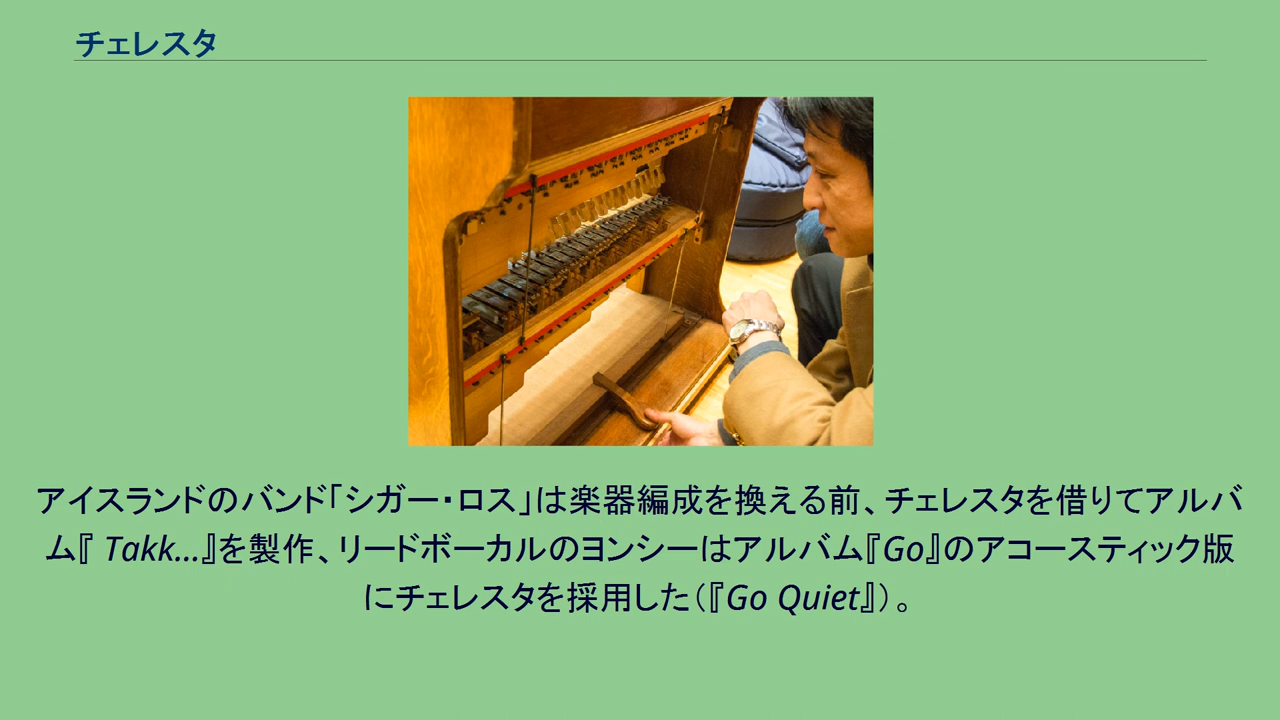 チェレスタ
アイスランドのバンド「シガー・ロス」は楽器編成を換える前、チェレスタを借りてアルバ
ム『 Takk...』を製作、リードボーカルのヨンシーはアルバム『Go』のアコースティック版
にチェレスタを採用した（『Go Quiet』）。